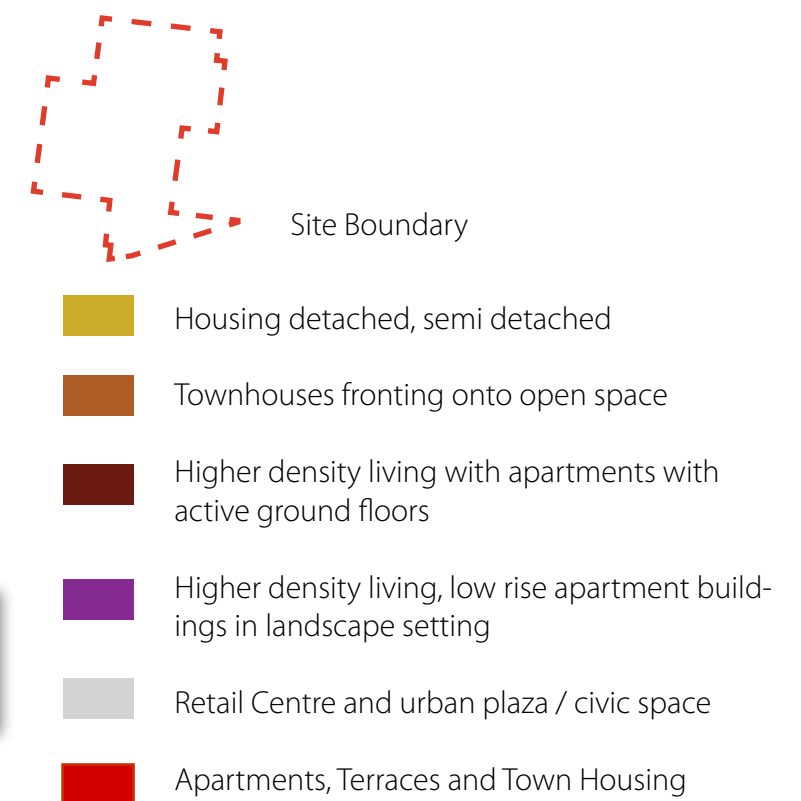 Site Boundary
Housing detached, semi detached
Townhouses fronting onto open space
Higher density living with apartments with
active ground floors
Higher density living, low rise apartment build-
ings in landscape setting
Retail Centre and urban plaza / civic space
Apartments, Terraces and Town Housing